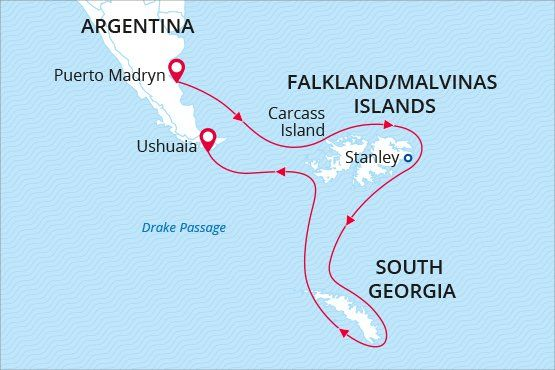 ARGENTINA
Puerto Madryn
FALKLAND/MALVINAS
ISLANDS
Carcass
Island
Ushuaia
Stanley
Drake Passage
SOUTH
GEORGIA